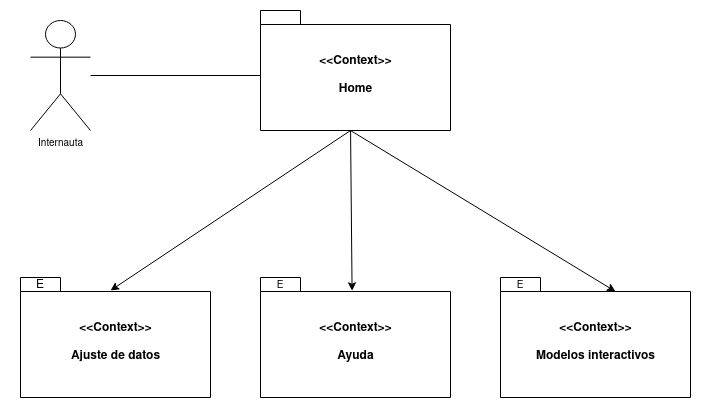 <<Context>>
Home
Internauta
E
E
E
<<Context>>
<<Context>>
<<Context>>
Ajuste de datos
Ayuda
Modelos interactivos